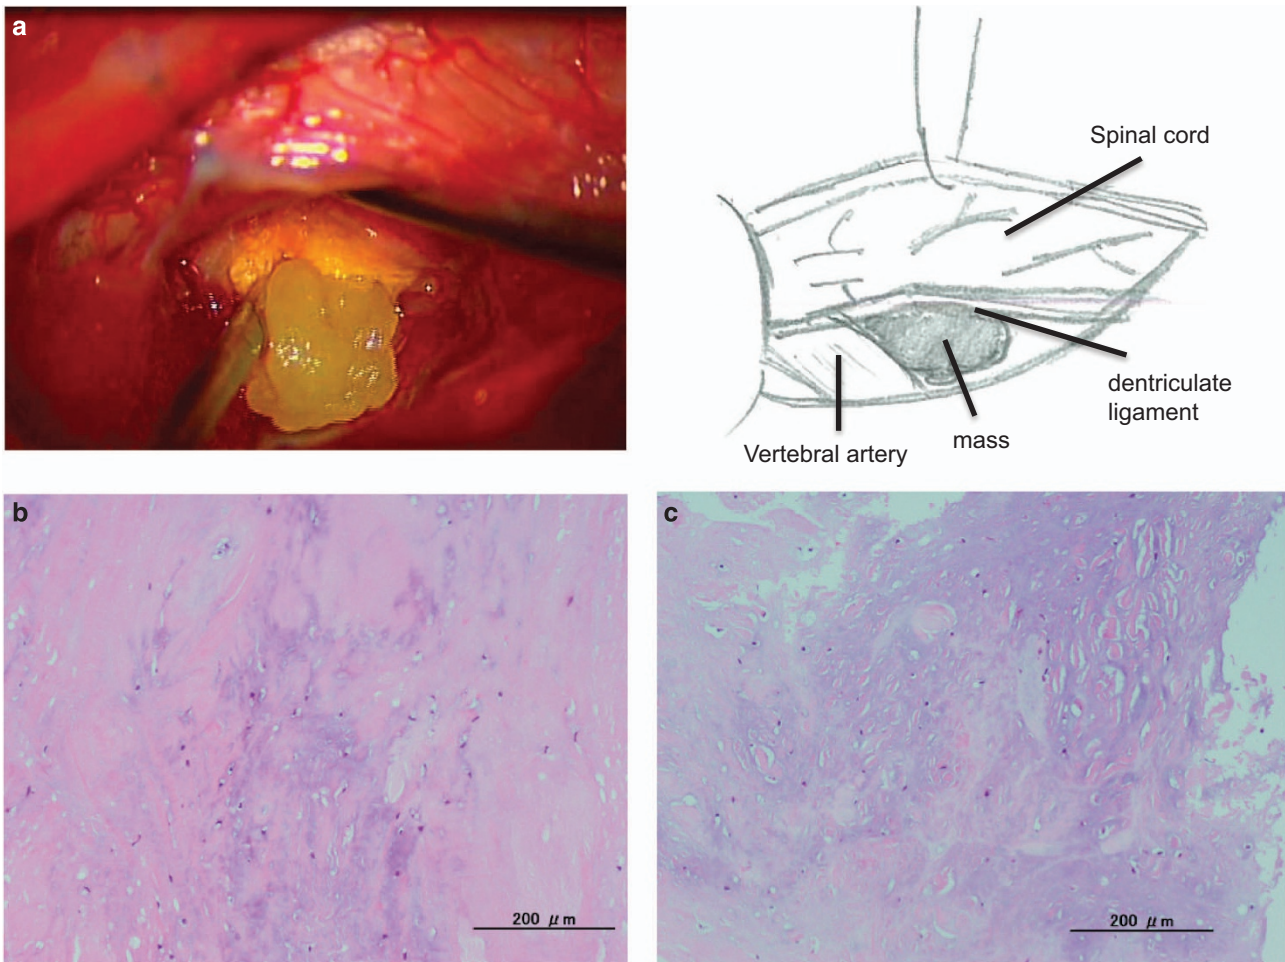 a
Spinal cord
dentriculate
ligament
mass
Vertebral artery
b
200 μm
c
200 μm